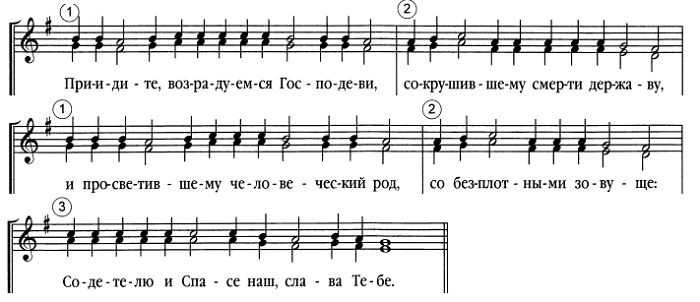 1 2
При-и-ди-те, воз-ра-ду-ем-ся Гос-по-де-ви, со-кру-шив-ше-му смер-ти дер-жа-ву,
1 2
и про-све-тив-ше-му че-ло-ве-чес-кий род, со без-плот-ны-ми зо-ву-ще:
3
Со-де-те-лю и Спа-се наш, сла-ва Те-бе.